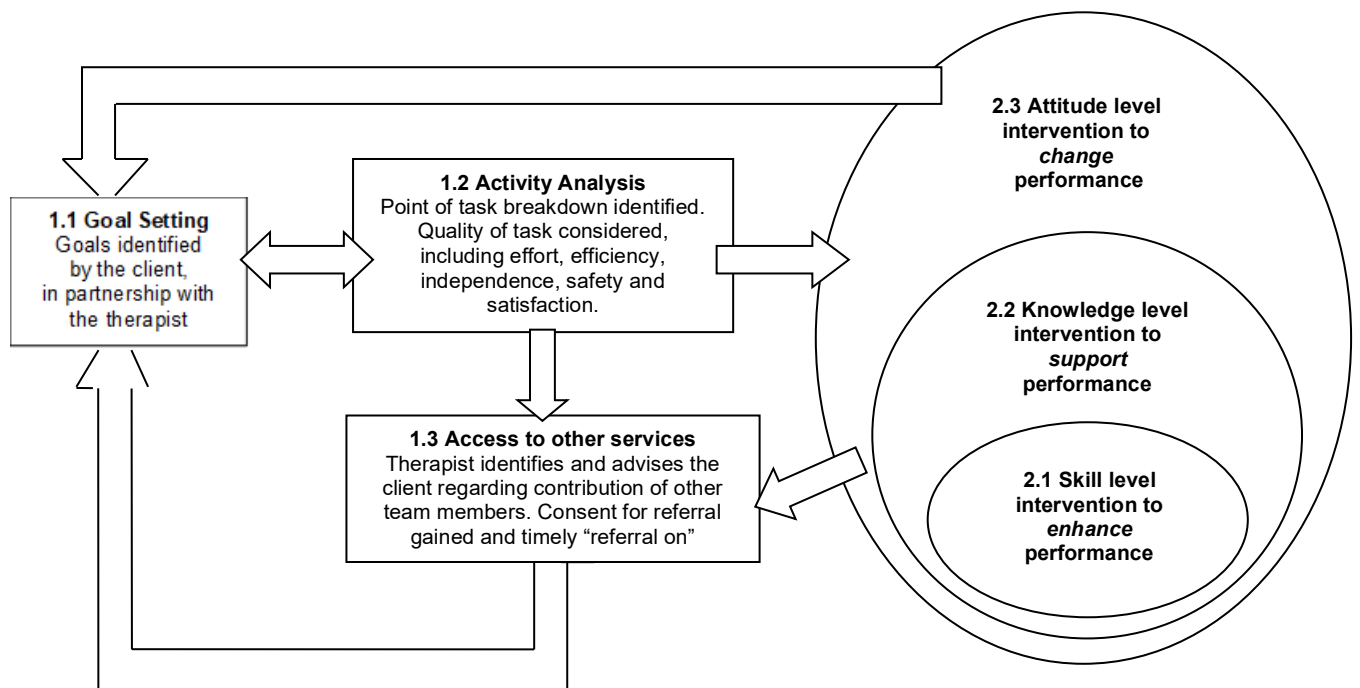 1.1 Goal Setting
Goals identified
by the client,
in partnership with
the therapist
1.2 Activity Analysis
Point of task breakdown identified.
Quality of task considered,
including effort, efficiency,
independence, safety and
satisfaction.
1.3 Access to other services
Therapist identifies and advises the
client regarding contribution of other
team members. Consent for referral
gained and timely “referral on”
2.3 Attitude level
intervention to
change
performance
2.2 Knowledge level
intervention to
support
performance
2.1 Skill level
intervention to
enhance
performance